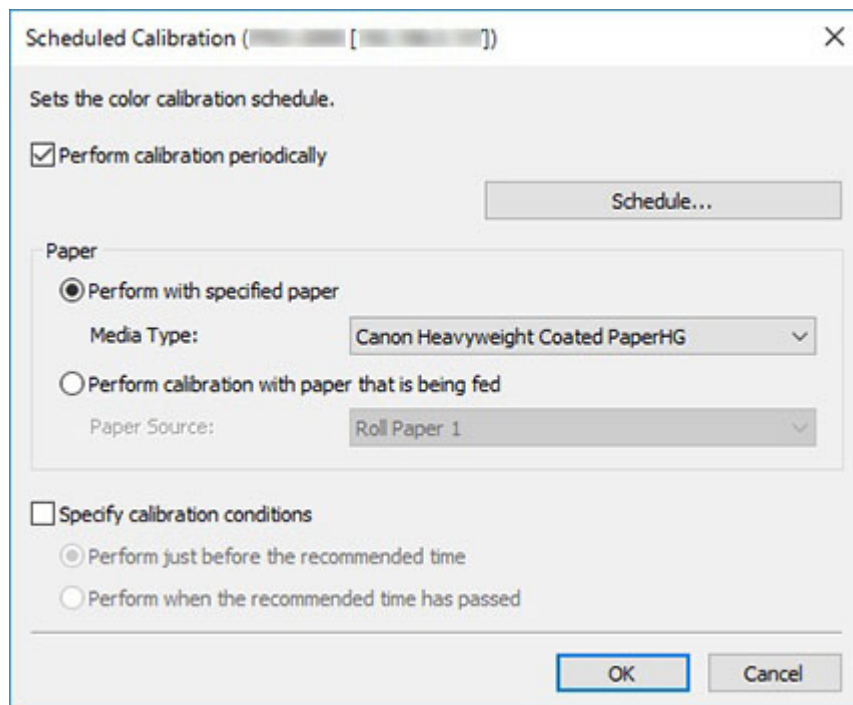 Scheduled Calibration ( [ ])
Sets the color calibration schedule.
Perform calibration periodically
Schedule...
Paper
Perform with specified paper
Media Type: Canon Heavyweight Coated PaperHG
Perform calibration with paper that is being fed
Paper Source: Roll Paper 1
Specify calibration conditions
Perform just before the recommended time
Perform when the recommended time has passed
OK Cancel